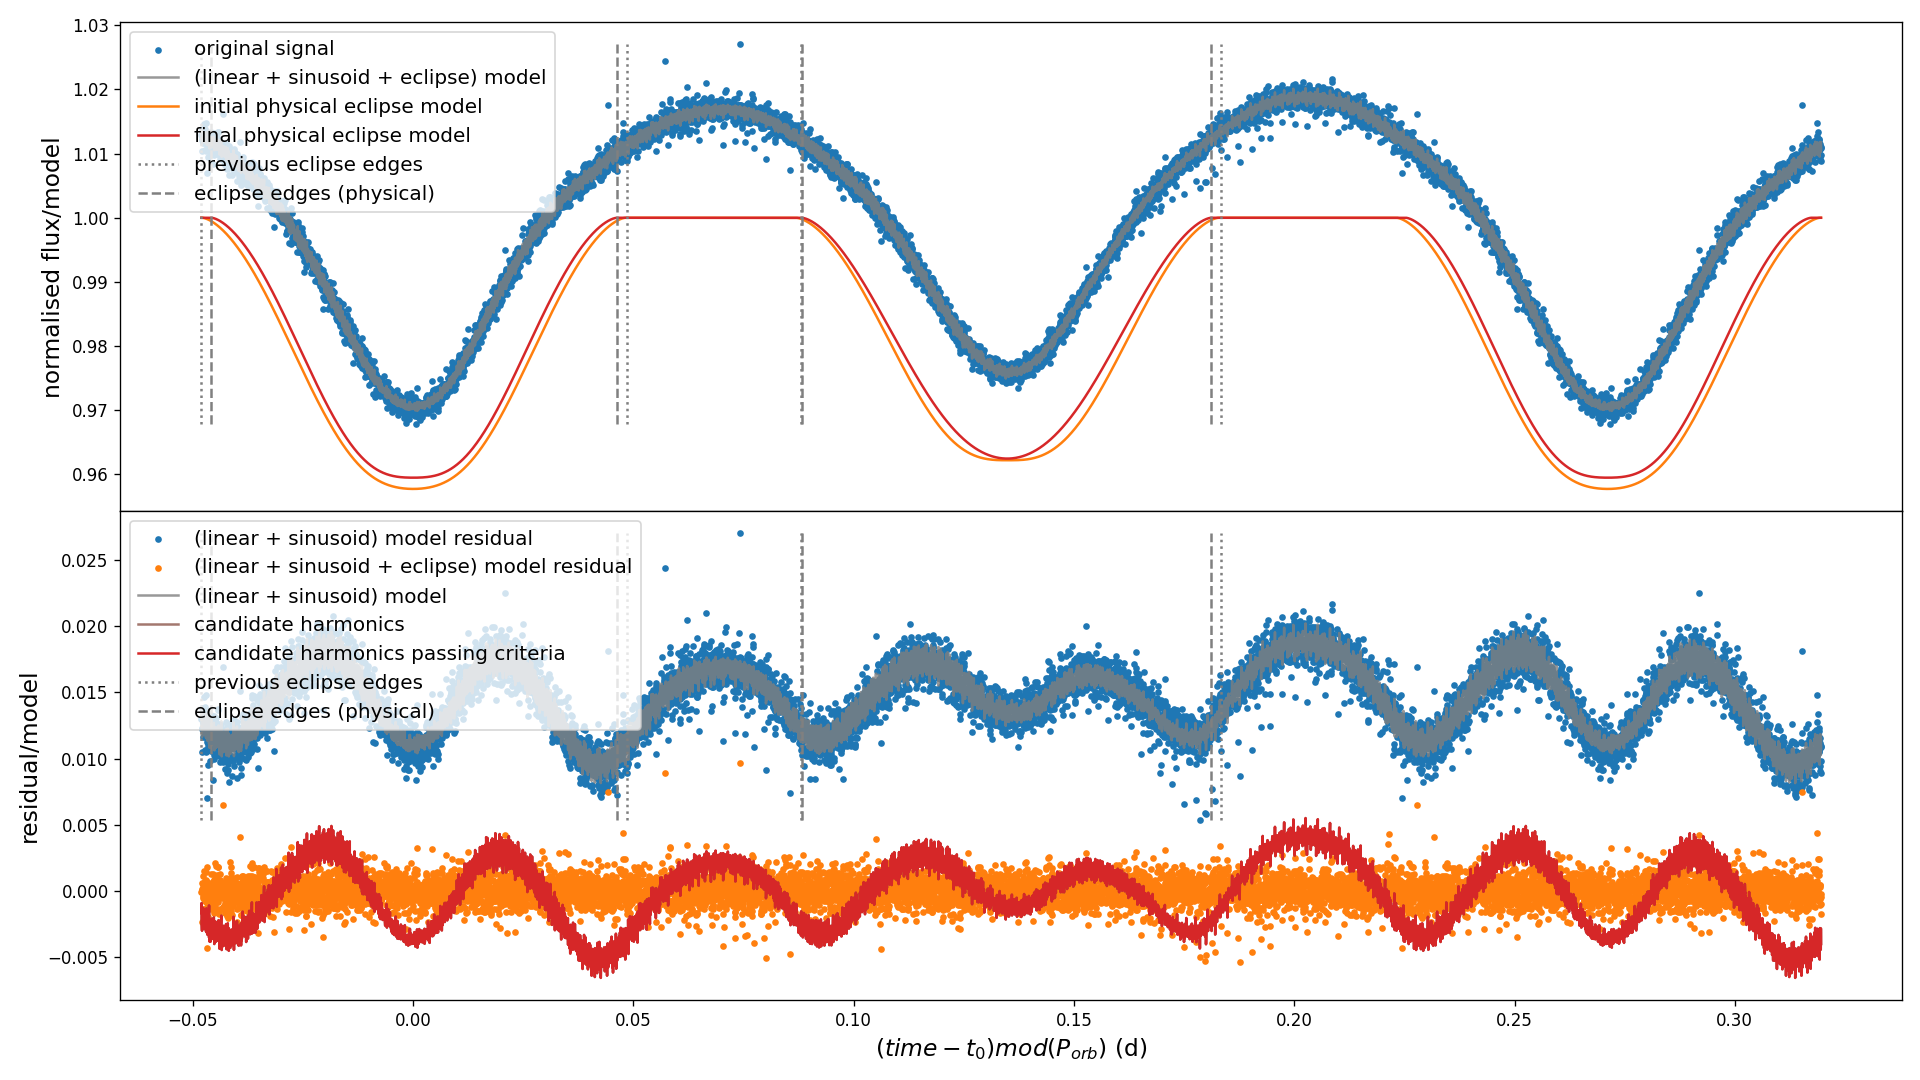 1.03
1.02
1.01
1.00
0.99
0.98
0.97
0.96
normalised flux/model
original signal
(linear + sinusoid + eclipse) model
initial physical eclipse model
final physical eclipse model
previous eclipse edges
eclipse edges (physical)
0.025
0.020
0.015
0.010
0.005
0.000
−0.005
residual/model
(linear + sinusoid) model residual
(linear + sinusoid + eclipse) model residual
(linear + sinusoid) model
candidate harmonics
candidate harmonics passing criteria
previous eclipse edges
eclipse edges (physical)
−0.05 0.00 0.05 0.10 0.15 0.20 0.25 0.30
(time − t₀)mod(P_orb) (d)